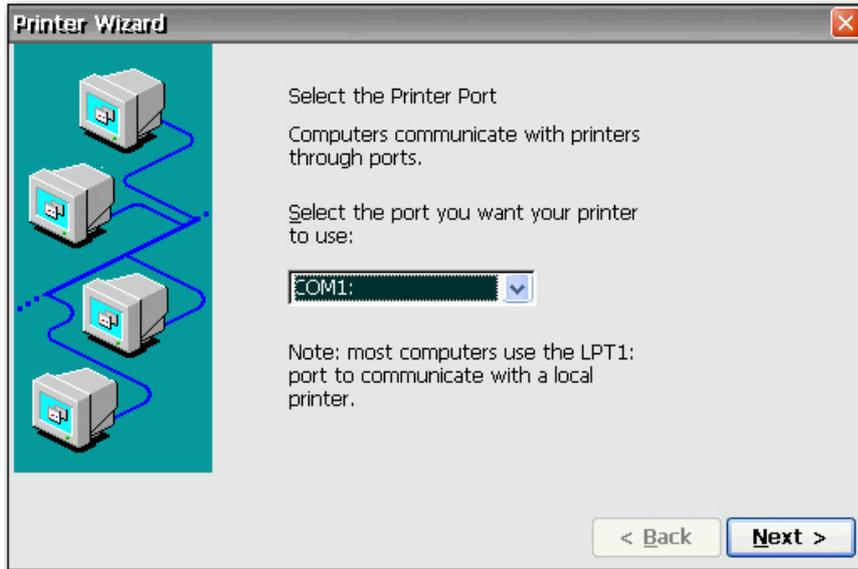 Printer Wizard
Select the Printer Port
Computers communicate with printers
through ports.
Select the port you want your printer
to use:
COM1:
Note: most computers use the LPT1:
port to communicate with a local
printer.
< Back
Next >